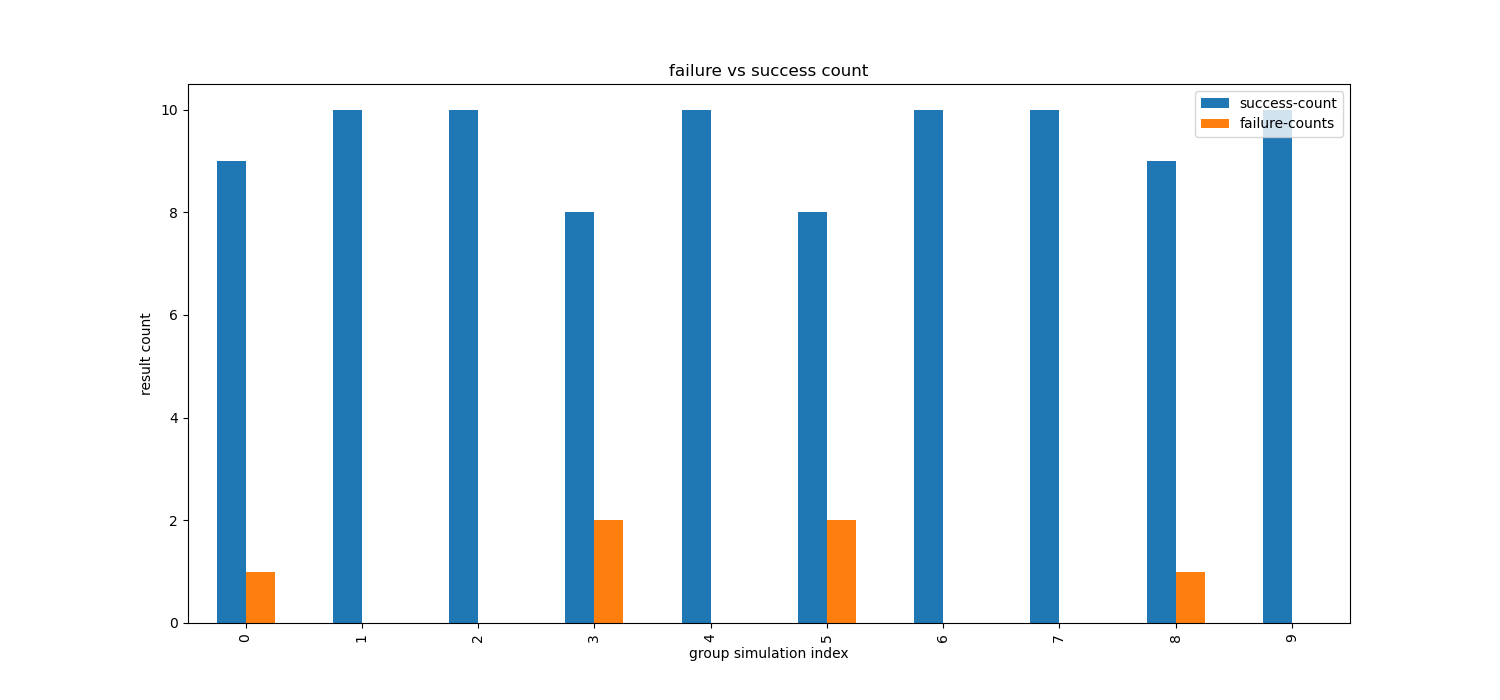 failure vs success count
success-count
failure-counts
10
8
6
4
2
0
result count
0 1 2 3 4 5 6 7 8 9
group simulation index